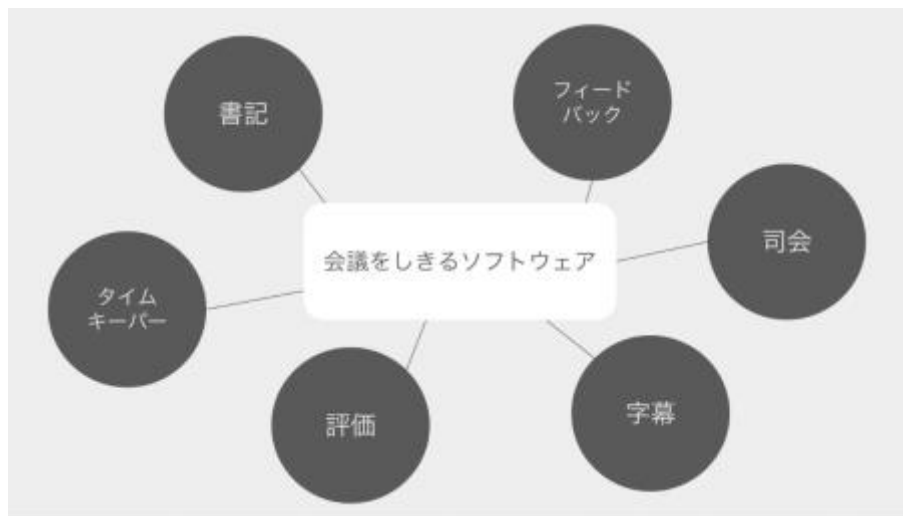 書記
フィード
バック
司会
会議をしきるソフトウェア
タイム
キーパー
評価
字幕